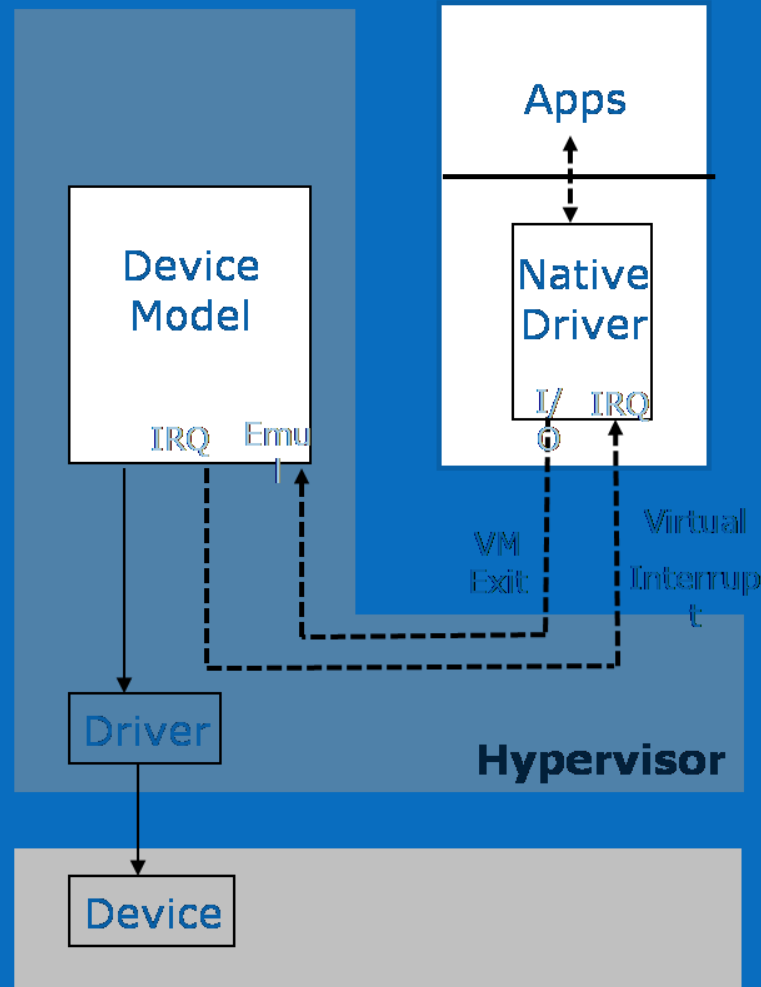 Apps
Device
Model
Native
Driver
I/
O
IRQ
IRQ
Emu
l
VM
Exit
Virtual
Interrup
t
Driver
Hypervisor
Device